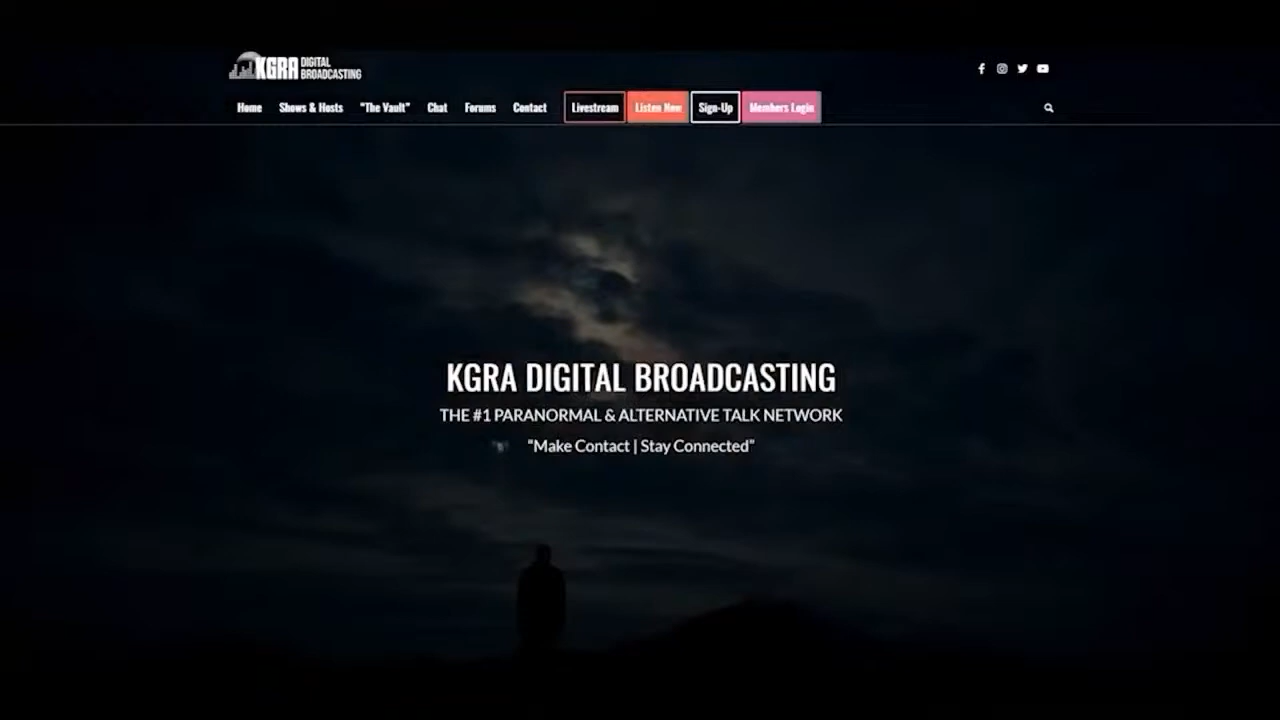 KGRA DIGITAL BROADCASTING
Home Shows & Hosts "The Vault" Chat Forums Contact Livestream Listen Now Sign-Up Members Login
KGRA DIGITAL BROADCASTING
THE #1 PARANORMAL & ALTERNATIVE TALK NETWORK
"Make Contact | Stay Connected"